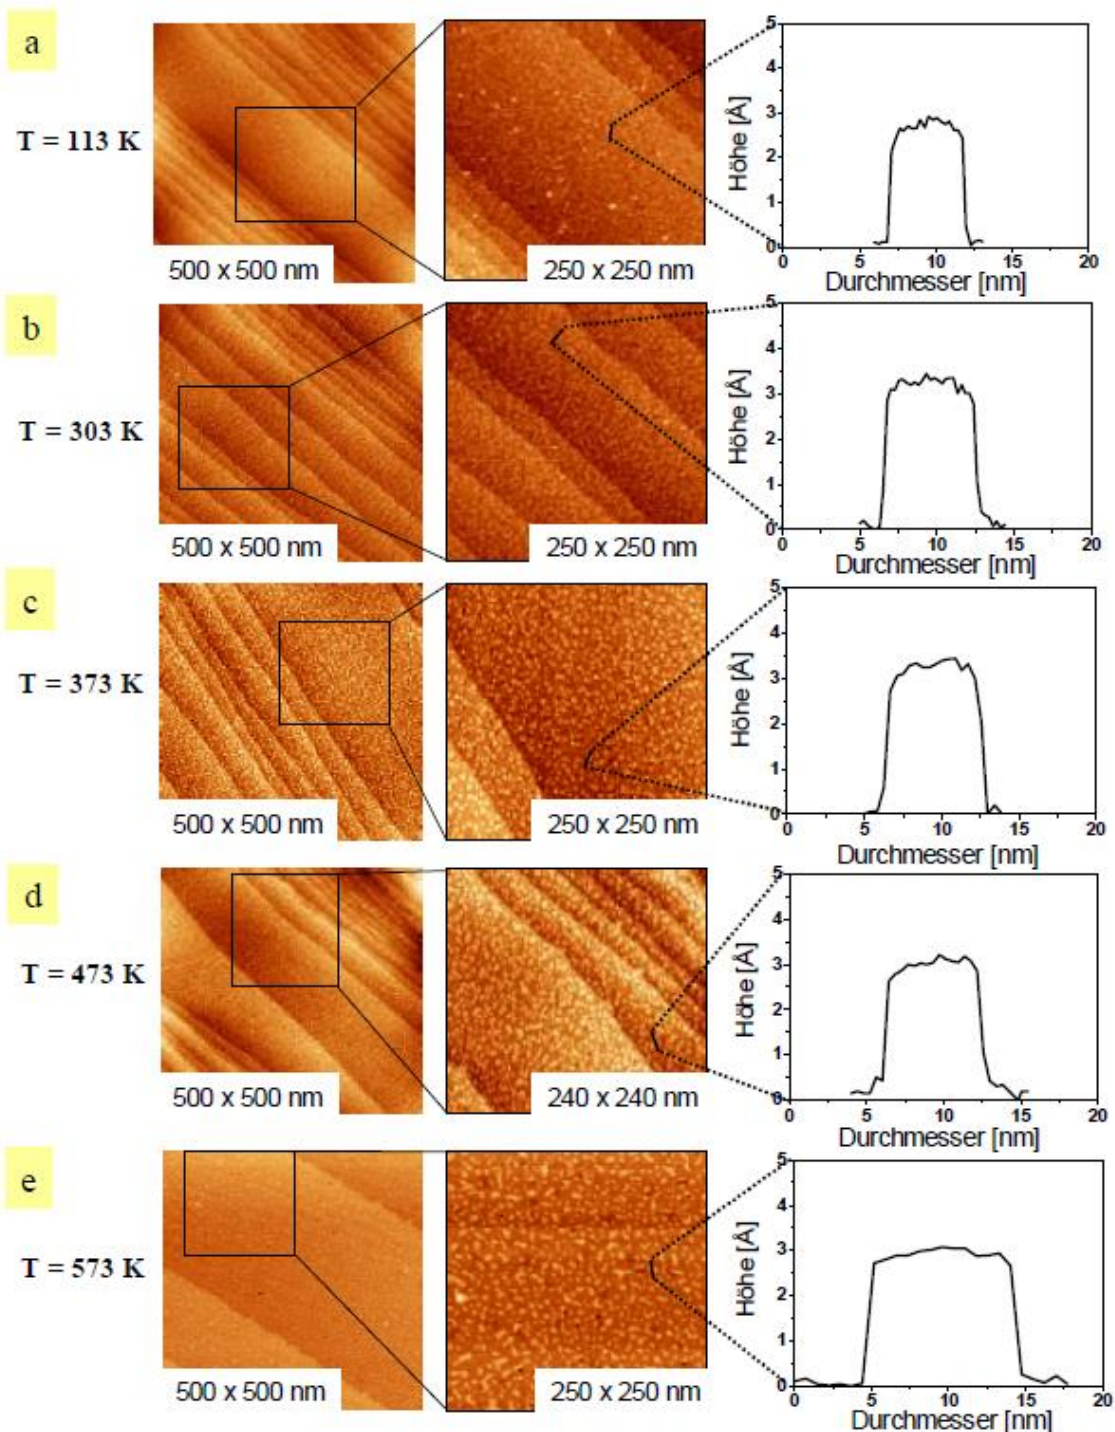 a
T = 113 K
500 x 500 nm
250 x 250 nm
Höhe [Å]
5
4
3
2
1
0
0 5 10 15 20
Durchmesser [nm]
b
T = 303 K
500 x 500 nm
250 x 250 nm
Höhe [Å]
5
4
3
2
1
0
0 5 10 15 20
Durchmesser [nm]
c
T = 373 K
500 x 500 nm
250 x 250 nm
Höhe [Å]
5
4
3
2
1
0
0 5 10 15 20
Durchmesser [nm]
d
T = 473 K
500 x 500 nm
240 x 240 nm
Höhe [Å]
5
4
3
2
1
0
0 5 10 15 20
Durchmesser [nm]
e
T = 573 K
500 x 500 nm
250 x 250 nm
Höhe [Å]
5
4
3
2
1
0
0 5 10 15 20
Durchmesser [nm]